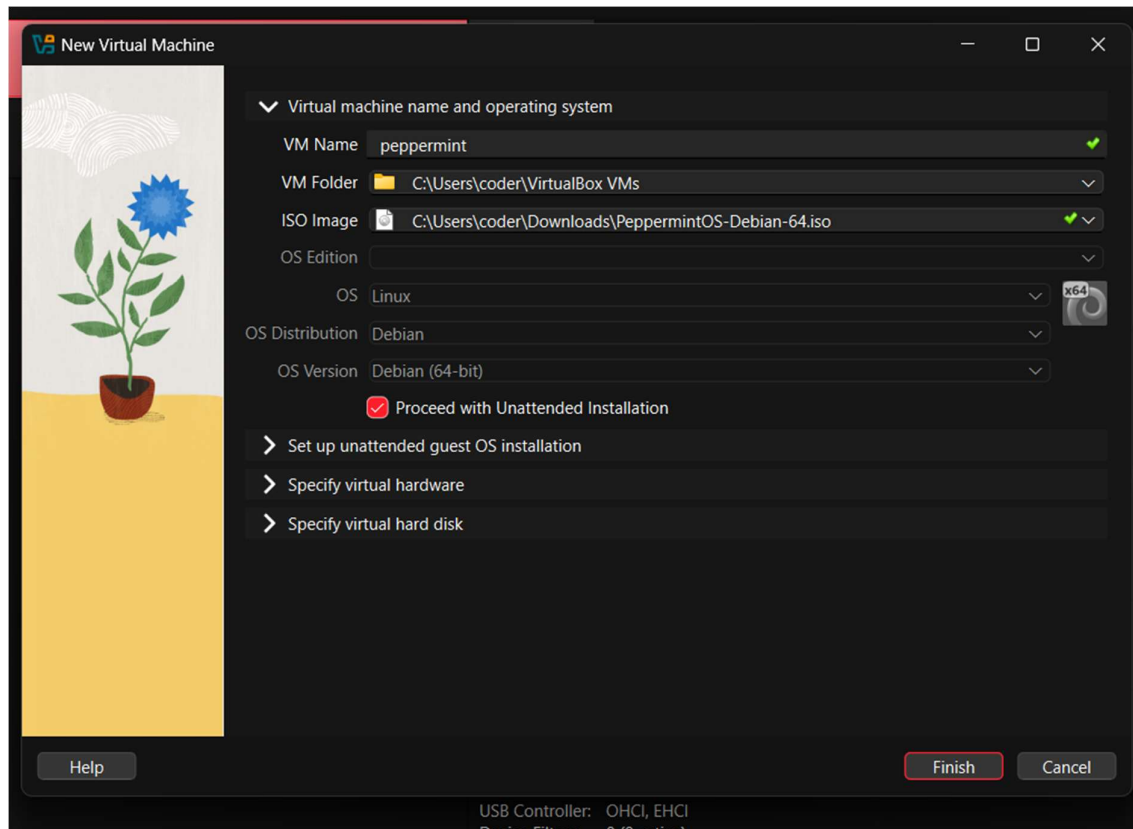 New Virtual Machine
Virtual machine name and operating system
VM Name peppermint
VM Folder C:\Users\coder\VirtualBox VMs
ISO Image C:\Users\coder\Downloads\PeppermintOS-Debian-64.iso
OS Edition
OS Linux
x64
OS Distribution Debian
OS Version Debian (64-bit)
Proceed with Unattended Installation
Set up unattended guest OS installation
Specify virtual hardware
Specify virtual hard disk
Help Finish Cancel
USB Controller: OHCI, EHCI